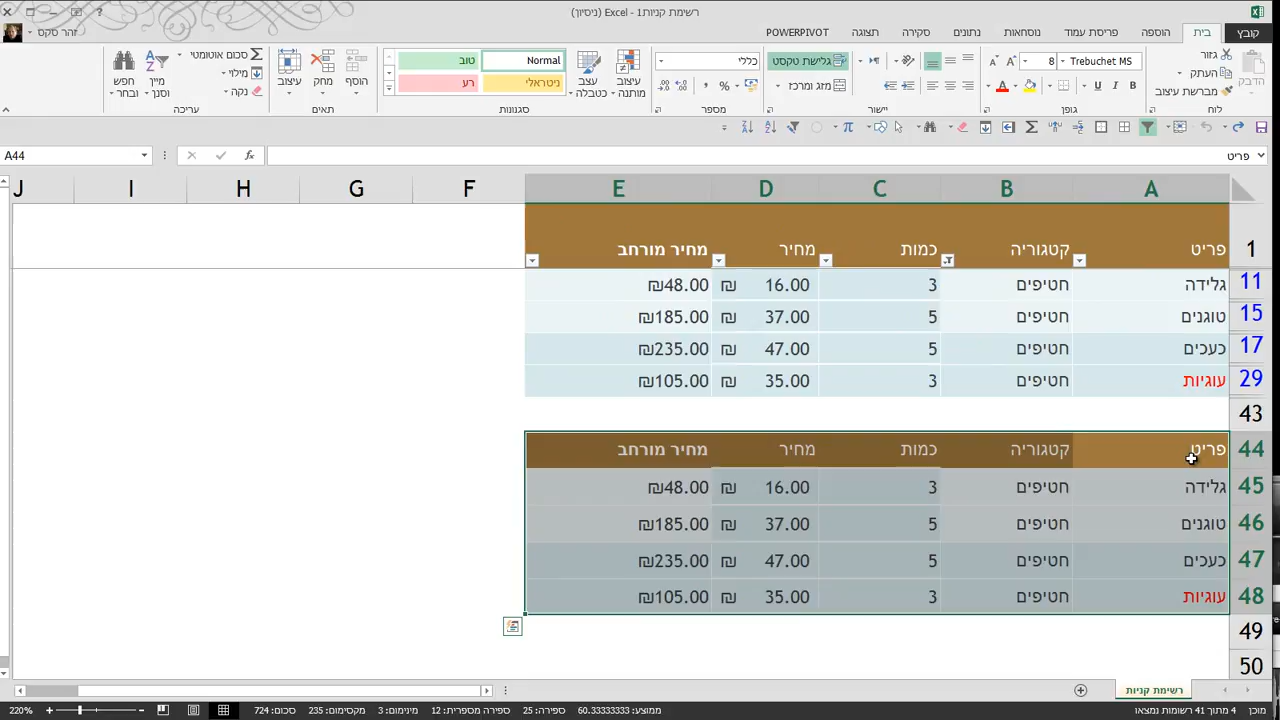 רשימת קניות1 - Excel (ניסיון)
זהר סקס
קובץ בית הוספה פריסת עמוד נוסחאות נתונים סקירה תצוגה POWERPIVOT
הדבק
גזור
העתק
מברשת עיצוב
לוח
Trebuchet MS 8
B I U
גופן
גלישת טקסט
מזג ומרכז
יישור
כללי
מספר
עיצוב מותנה
עיצוב כטבלה
Normal טוב
ניטראלי רע
סגנונות
הוסף מחק עיצוב
תאים
סכום אוטומטי
מילוי
נקה
מיין וסנן
חפש ובחר
עריכה
A44 fx פריט
A B C D E F G H I J
1 פריט קטגוריה כמות מחיר מחיר מורחב
11 גלידה חטיפים 3 16.00 ₪ ₪48.00
15 טוגנים חטיפים 5 37.00 ₪ ₪185.00
17 כעכים חטיפים 5 47.00 ₪ ₪235.00
29 עוגיות חטיפים 3 35.00 ₪ ₪105.00
43
44 פריט קטגוריה כמות מחיר מחיר מורחב
45 גלידה חטיפים 3 16.00 ₪ ₪48.00
46 טוגנים חטיפים 5 37.00 ₪ ₪185.00
47 כעכים חטיפים 5 47.00 ₪ ₪235.00
48 עוגיות חטיפים 3 35.00 ₪ ₪105.00
49
50
רשימת קניות
מוכן 4 מתוך 41 רשומות נמצאו ממוצע: 60.33333333 ספירה: 25 ספירה מספרית: 12 מינימום: 3 מקסימום: 235 סכום: 724 220%